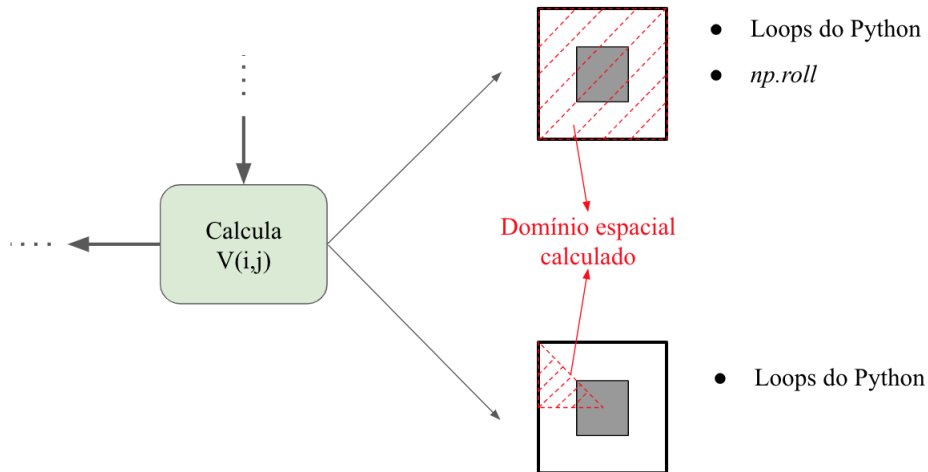 Loops do Python
np.roll
Calcula
V(i,j)
Domínio espacial
calculado
Loops do Python